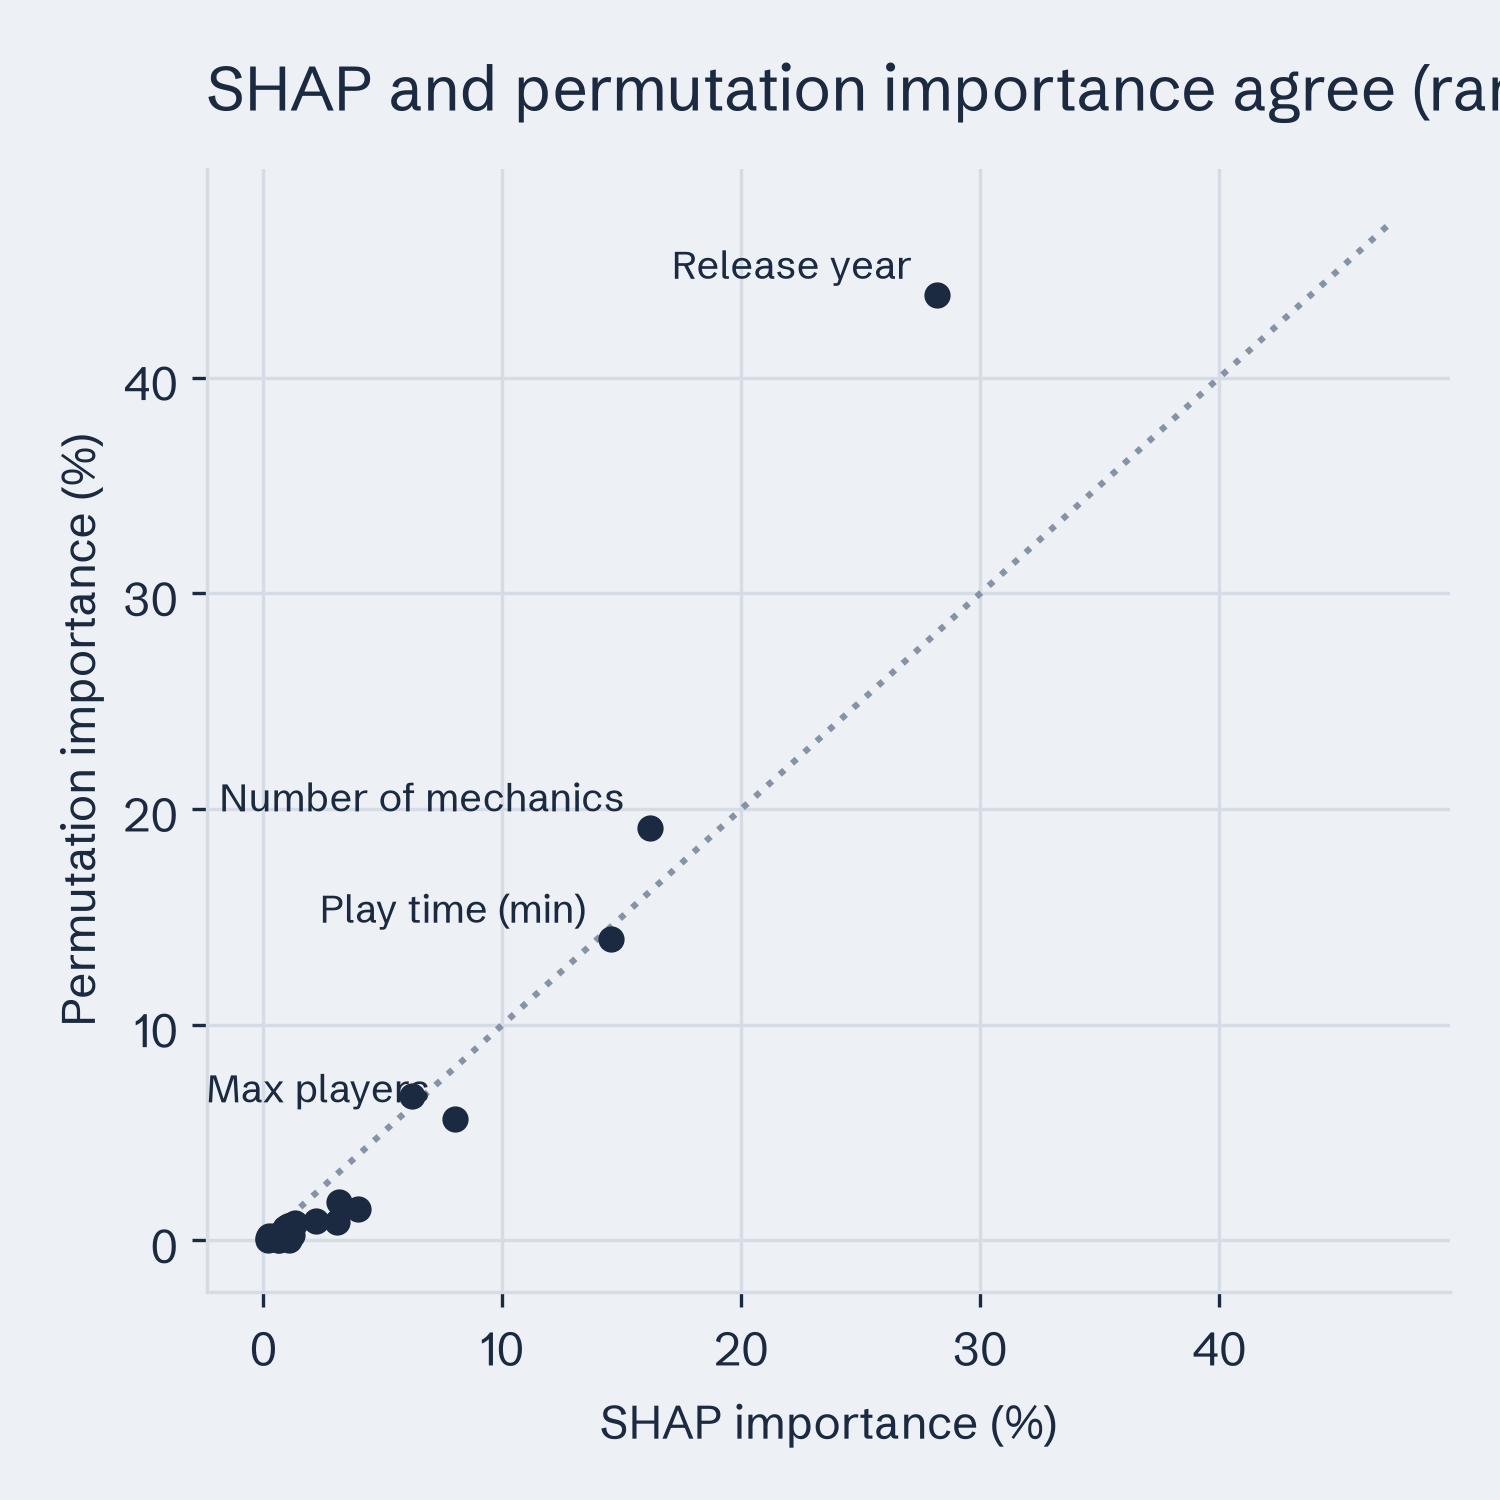 SHAP and permutation importance agree
Release year
Number of mechanics
Play time (min)
Max players
Permutation importance (%)
40
30
20
10
0
0
10
20
30
40
SHAP importance (%)